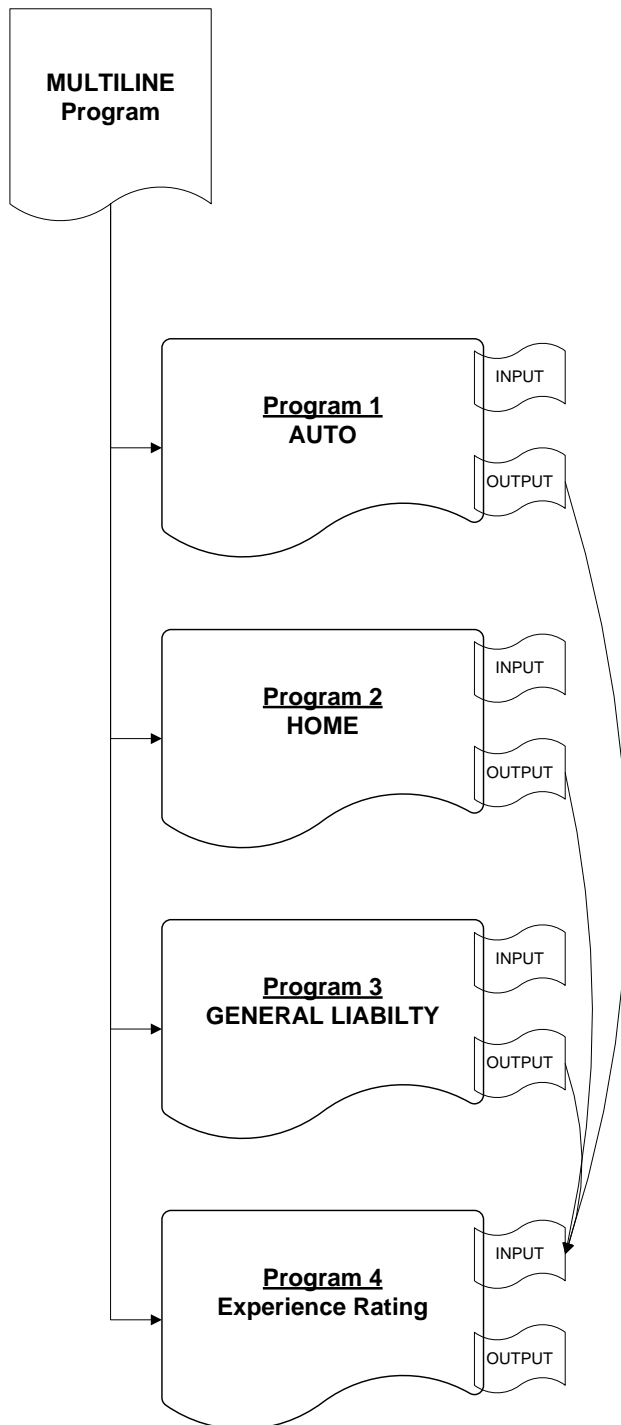 MULTILINE
Program
Program 1
AUTO
INPUT
OUTPUT
Program 2
HOME
INPUT
OUTPUT
Program 3
GENERAL LIABILTY
INPUT
OUTPUT
Program 4
Experience Rating
INPUT
OUTPUT